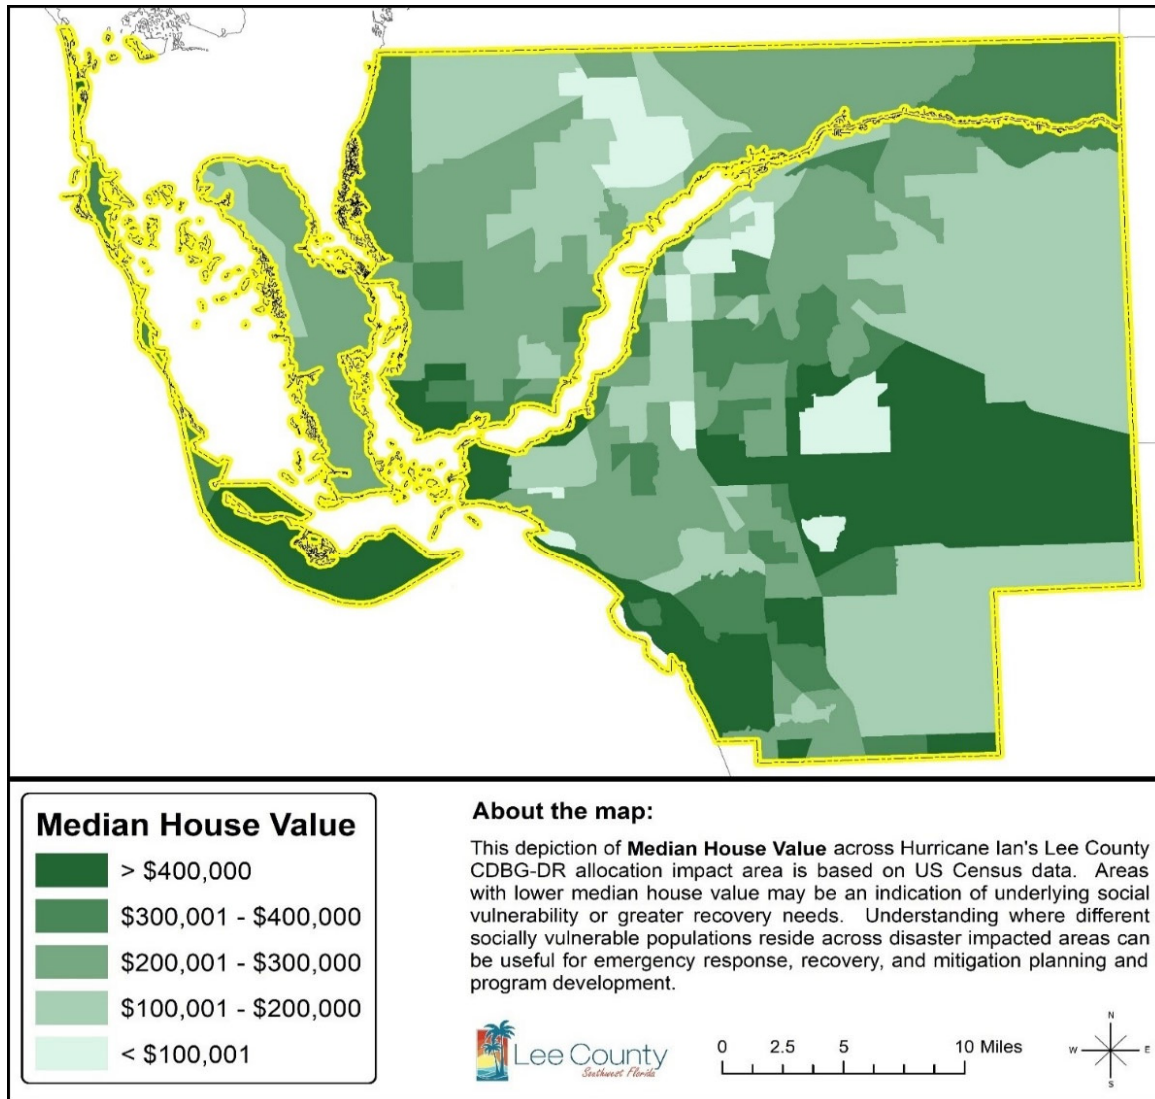 Median House Value
> $400,000
$300,001 - $400,000
$200,001 - $300,000
$100,001 - $200,000
< $100,001
About the map:
This depiction of Median House Value across Hurricane Ian's Lee County
CDBG-DR allocation impact area is based on US Census data. Areas
with lower median house value may be an indication of underlying social
vulnerability or greater recovery needs. Understanding where different
socially vulnerable populations reside across disaster impacted areas can
be useful for emergency response, recovery, and mitigation planning and
program development.
Lee County
Southwest Florida
0 2.5 5 10 Miles
N
W E
S